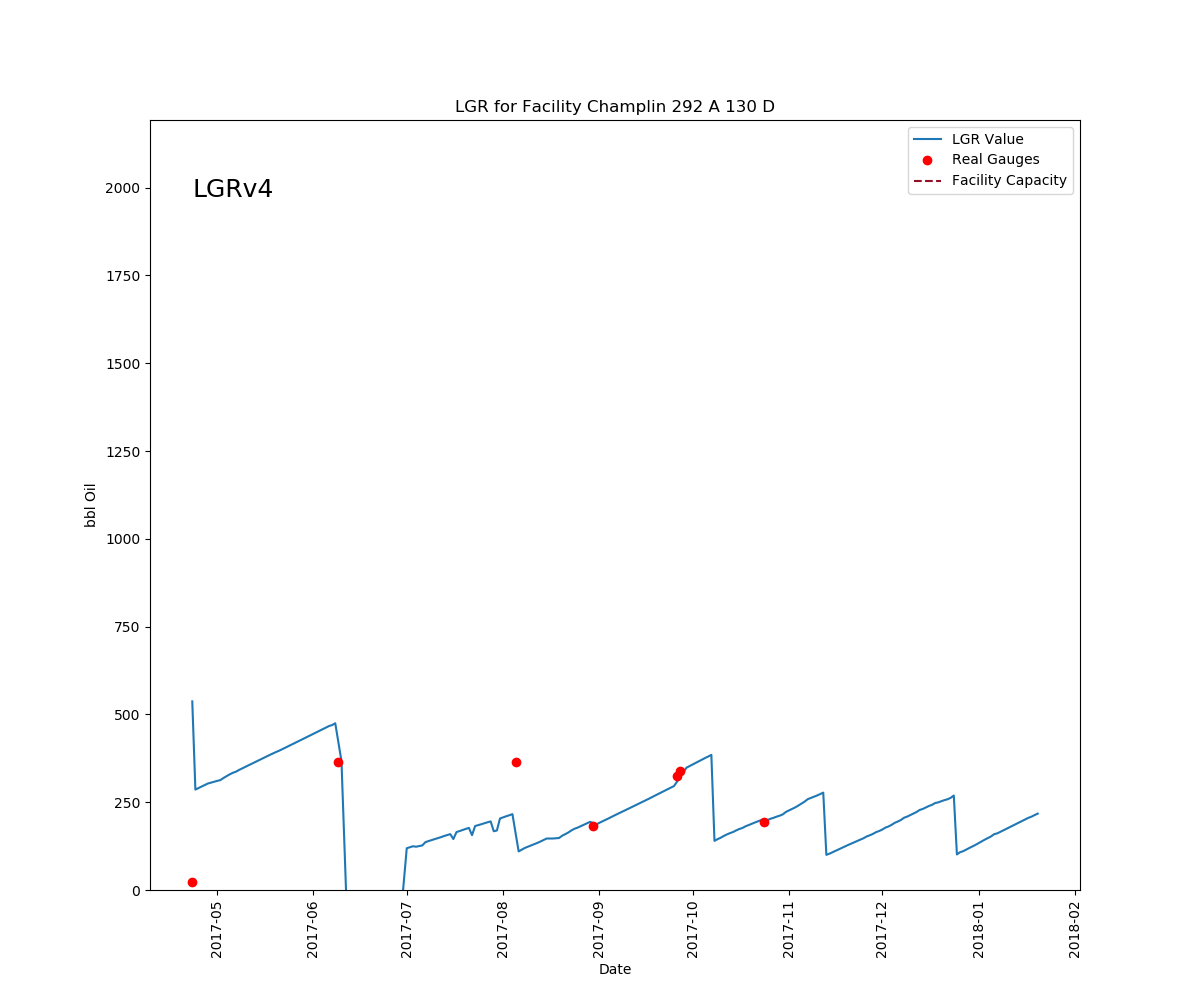 LGR for Facility Champlin 292 A 130 D
LGR Value
Real Gauges
Facility Capacity
LGRv4
2000
1750
1500
1250
1000
750
500
250
0
bbl Oil
2017-05
2017-06
2017-07
2017-08
2017-09
2017-10
2017-11
2017-12
2018-01
2018-02
Date